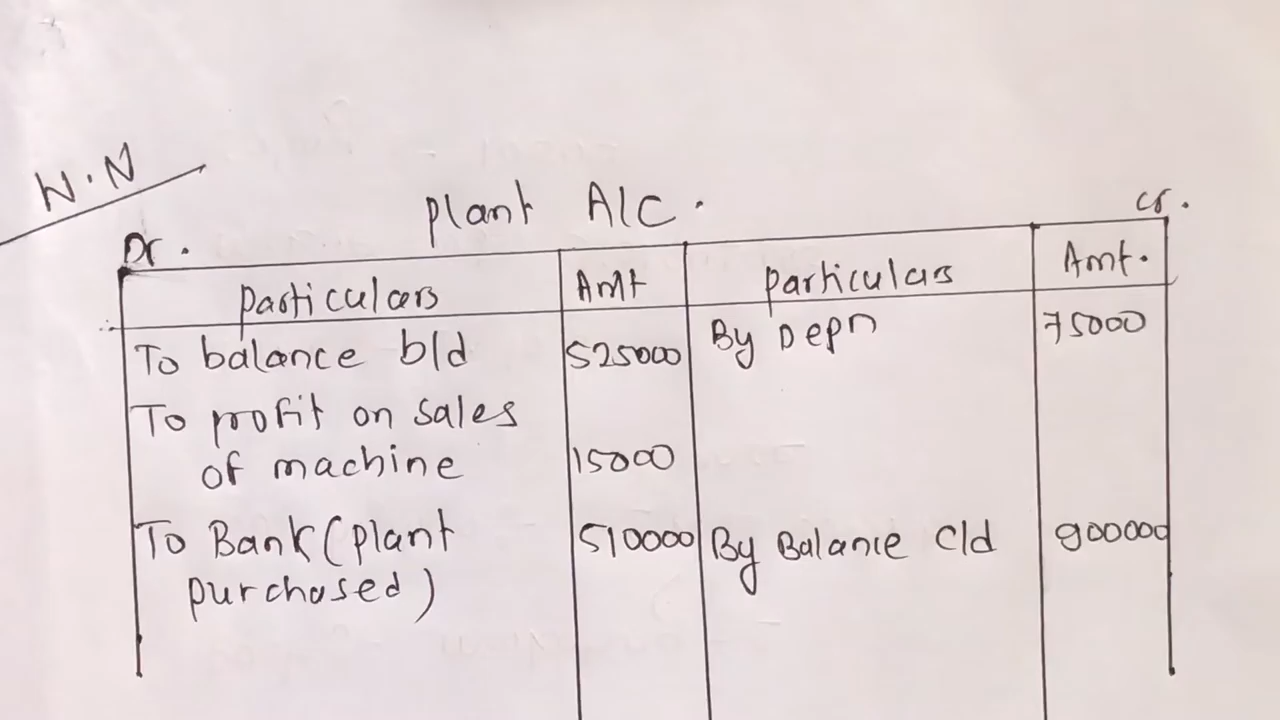 W.N
Plant A/C.
Dr. Cr.
Particulars Amt Particulars Amt.
To balance b/d 525000 By Depn 75000
To profit on sales
of machine 15000
To Bank (plant 510000 By Balance c/d 900000
purchased)